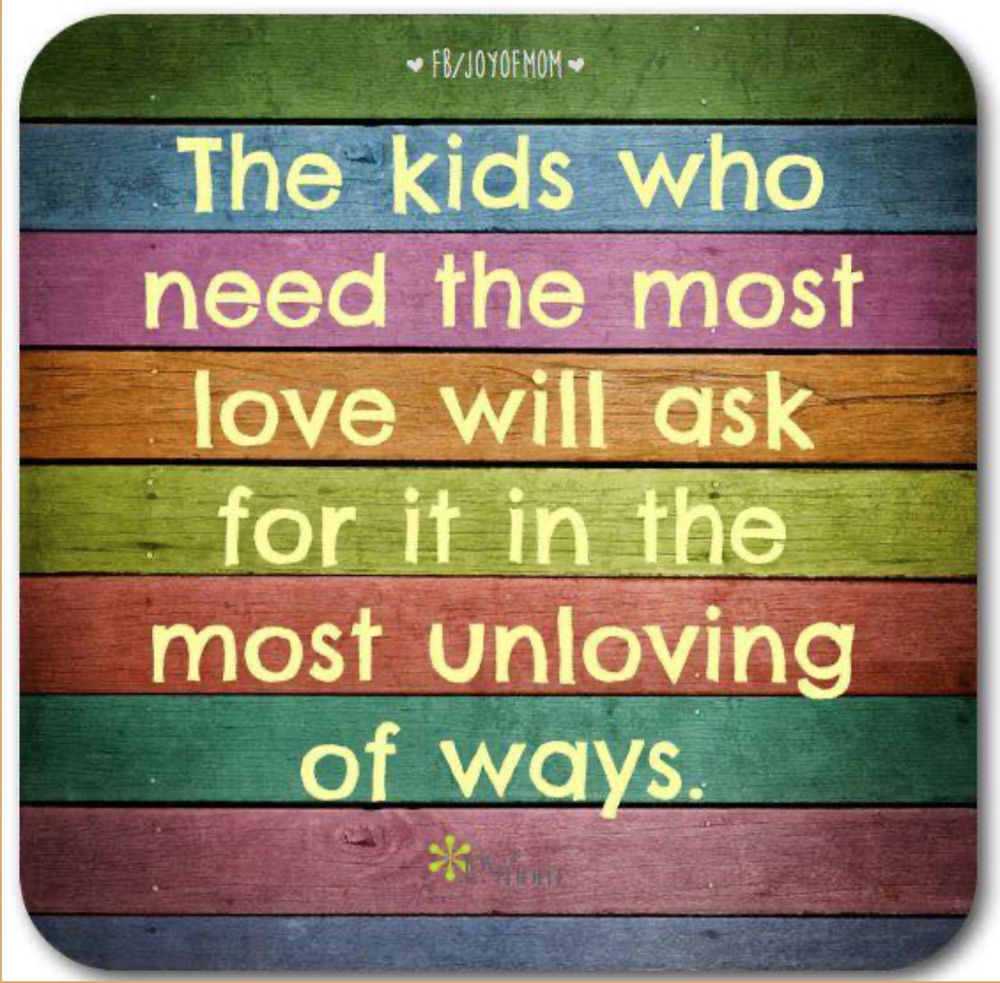 ♥ FB/JOYOFMOM ♥
The kids who
need the most
love will ask
for it in the
most unloving
of ways.
mom